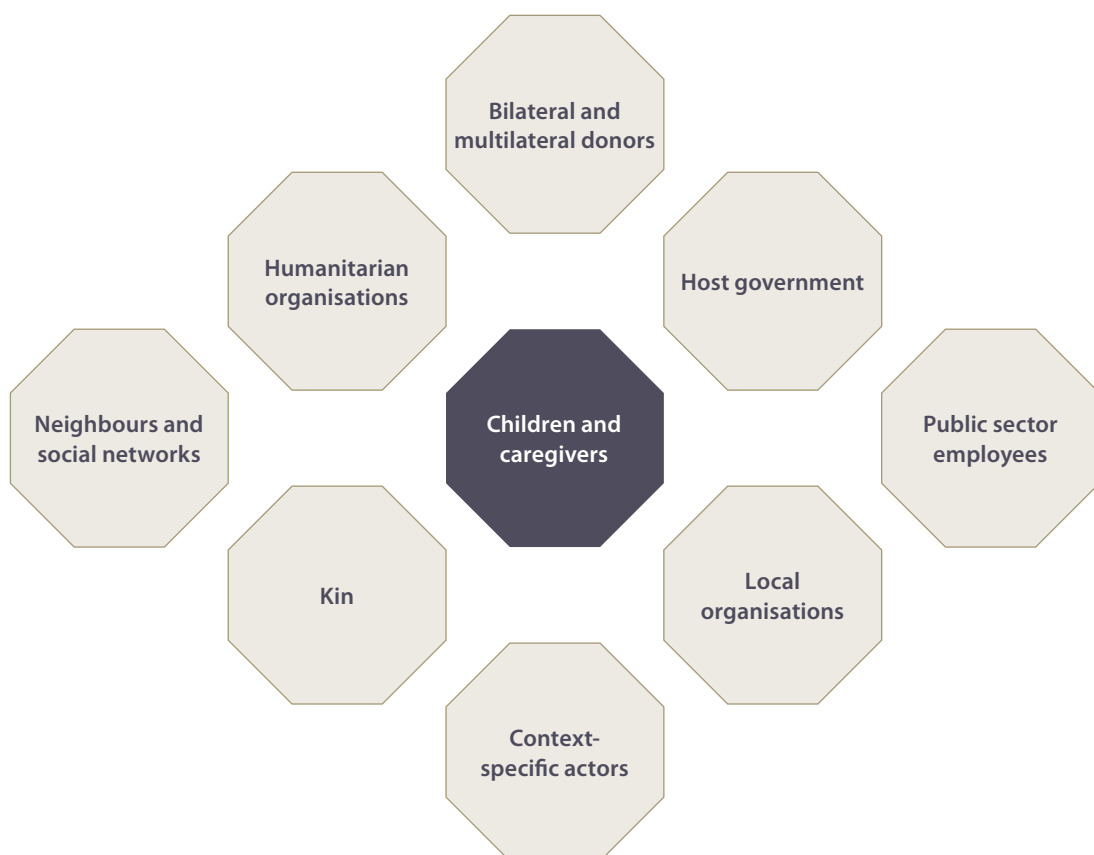 Bilateral and
multilateral donors
Humanitarian
organisations
Host government
Neighbours and
social networks
Children and
caregivers
Public sector
employees
Kin
Local
organisations
Context-
specific actors